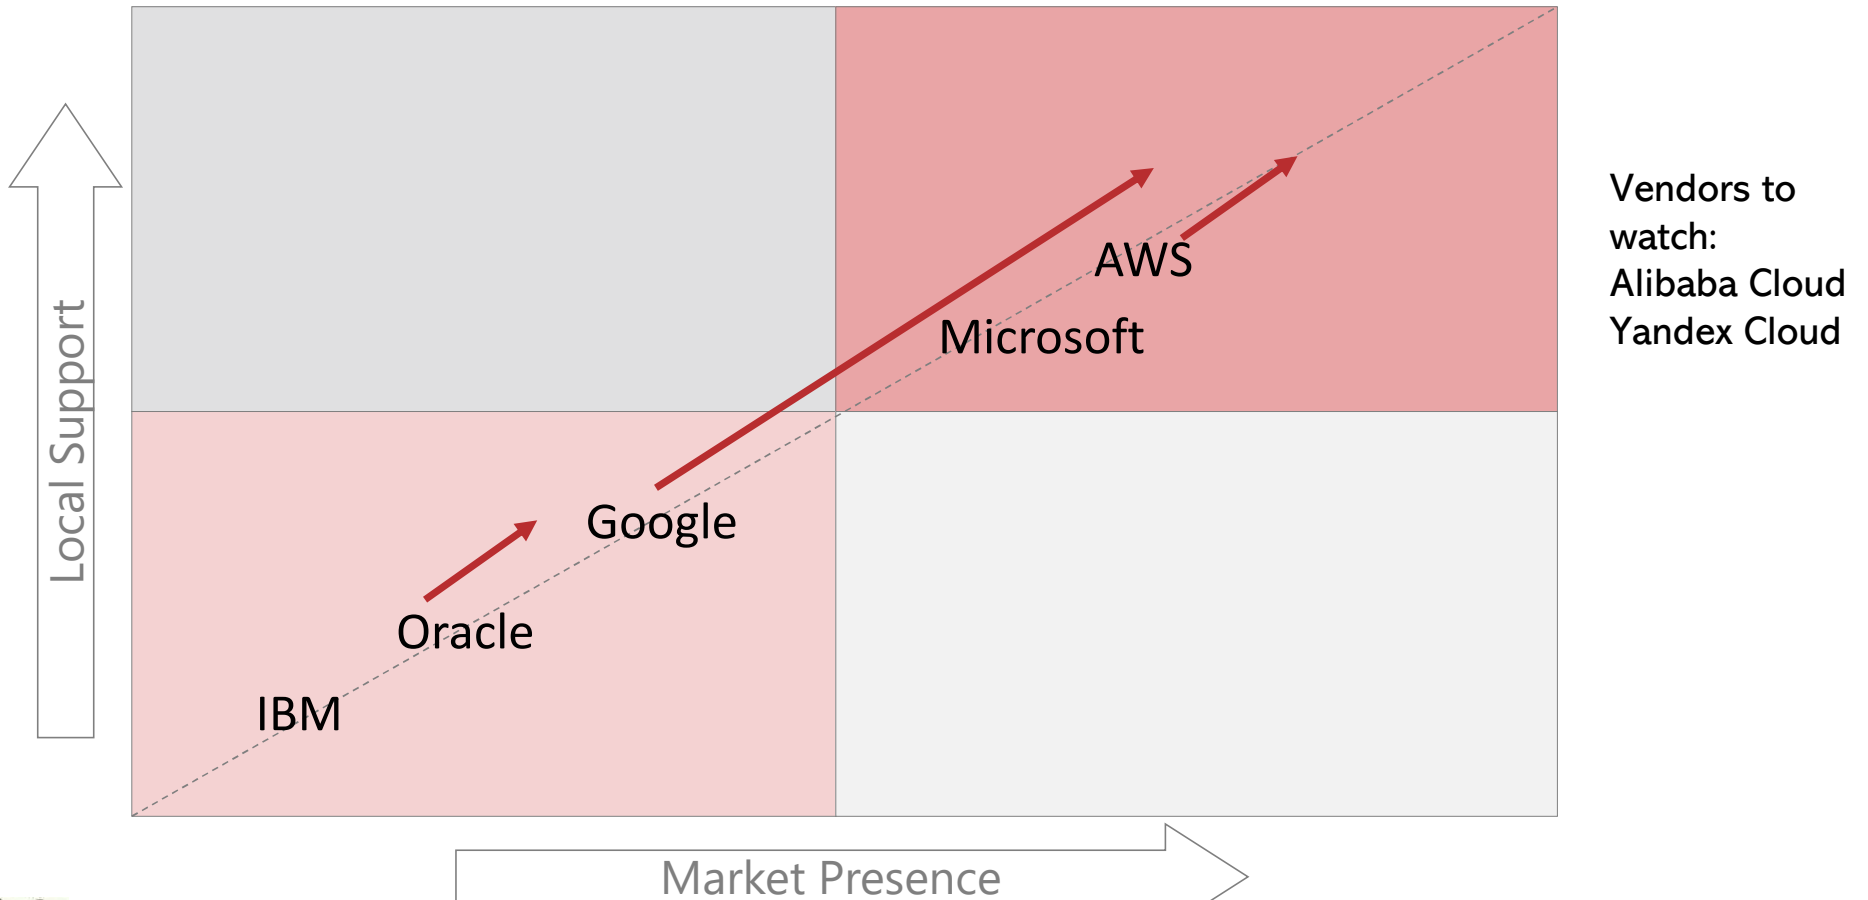 Vendors to
watch:
Alibaba Cloud
Yandex Cloud
AWS
Microsoft
Google
Oracle
IBM
Local Support
Market Presence